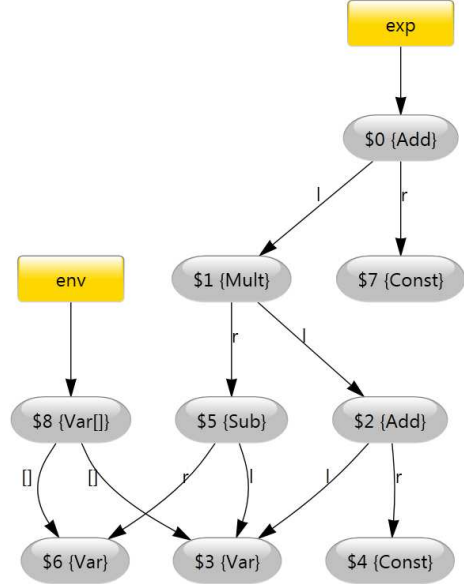 exp
$0 {Add}
l
r
env
$1 {Mult}
$7 {Const}
r
l
$8 {Var[]}
$5 {Sub}
$2 {Add}
[]
[]
r
l
l
r
$6 {Var}
$3 {Var}
$4 {Const}